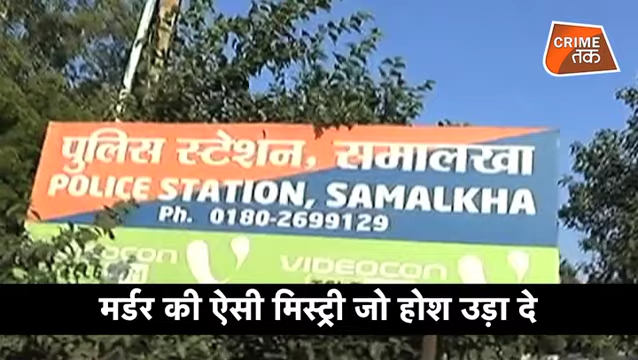 CRIME
तक
पुलिस स्टेशन, समालखा
POLICE STATION, SAMALKHA
Ph. 0180-2699129
VIDEOCON
मर्डर की ऐसी मिस्ट्री जो होश उड़ा दे